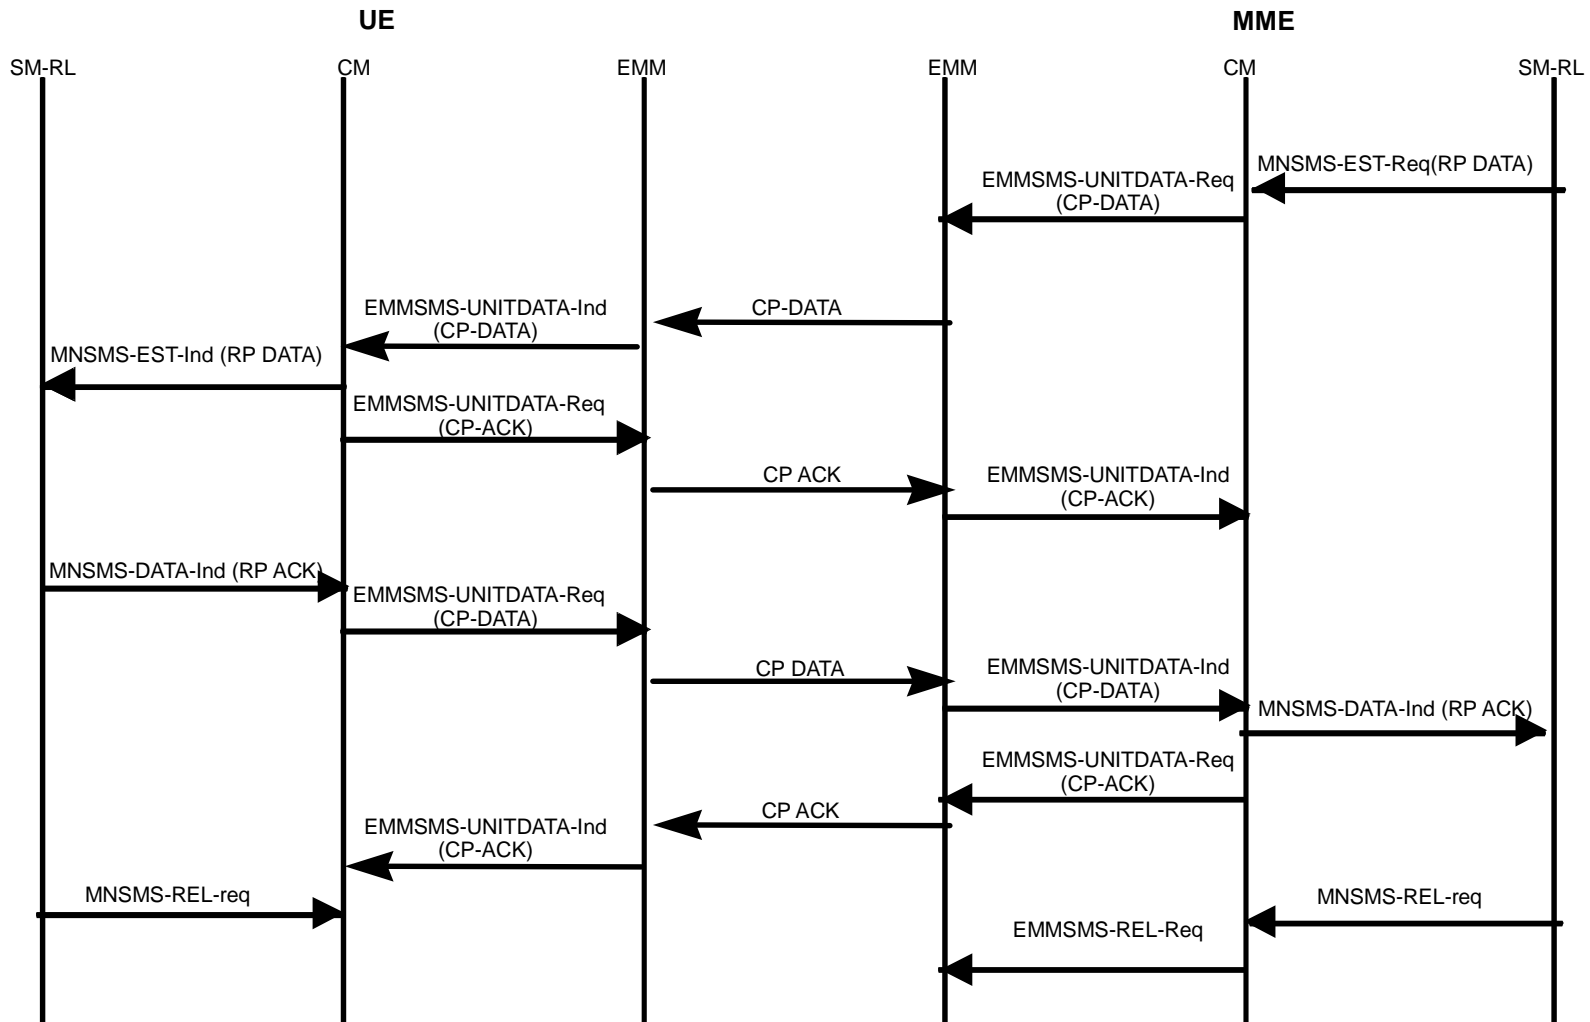 UE
MME
SM-RL
CM
EMM
EMM
CM
SM-RL
MNSMS-EST-Req(RP DATA)
EMMSMS-UNITDATA-Req
(CP-DATA)
CP-DATA
EMMSMS-UNITDATA-Ind
(CP-DATA)
MNSMS-EST-Ind (RP DATA)
EMMSMS-UNITDATA-Req
(CP-ACK)
CP ACK
EMMSMS-UNITDATA-Ind
(CP-ACK)
MNSMS-DATA-Ind (RP ACK)
EMMSMS-UNITDATA-Req
(CP-DATA)
CP DATA
EMMSMS-UNITDATA-Ind
(CP-DATA)
MNSMS-DATA-Ind (RP ACK)
EMMSMS-UNITDATA-Req
(CP-ACK)
CP ACK
EMMSMS-UNITDATA-Ind
(CP-ACK)
MNSMS-REL-req
MNSMS-REL-req
EMMSMS-REL-Req